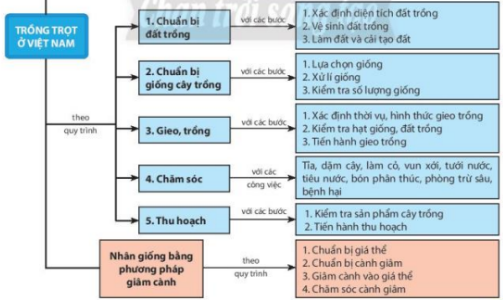 Chân trời sáng tạo
TRỒNG TRỌT
Ở VIỆT NAM
theo
quy trình
1. Chuẩn bị
đất trồng
với các bước
1. Xác định diện tích đất trồng
2. Vệ sinh đất trồng
3. Làm đất và cải tạo đất
2. Chuẩn bị
giống cây trồng
với các bước
1. Lựa chọn giống
2. Xử lí giống
3. Kiểm tra số lượng giống
3. Gieo, trồng
với các bước
1. Xác định thời vụ, hình thức gieo trồng
2. Kiểm tra hạt giống, đất trồng
3. Tiến hành gieo trồng
4. Chăm sóc
với các
công việc
Tỉa, dặm cây, làm cỏ, vun xới, tưới nước,
tiêu nước, bón phân thúc, phòng trừ sâu,
bệnh hại
5. Thu hoạch
với các bước
1. Kiểm tra sản phẩm cây trồng
2. Tiến hành thu hoạch
Nhân giống bằng
phương pháp
giâm cành
theo
quy trình
1. Chuẩn bị giá thể
2. Chuẩn bị cành giâm
3. Giâm cành vào giá thể
4. Chăm sóc cành giâm